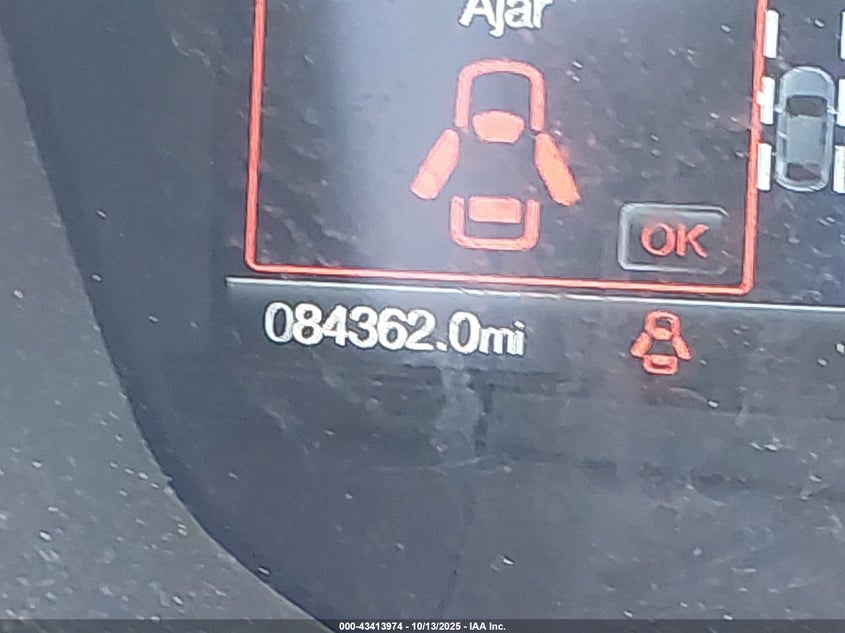 Ajar
OK
084362.0mi
000-43413974 - 10/13/2025 - IAA Inc.